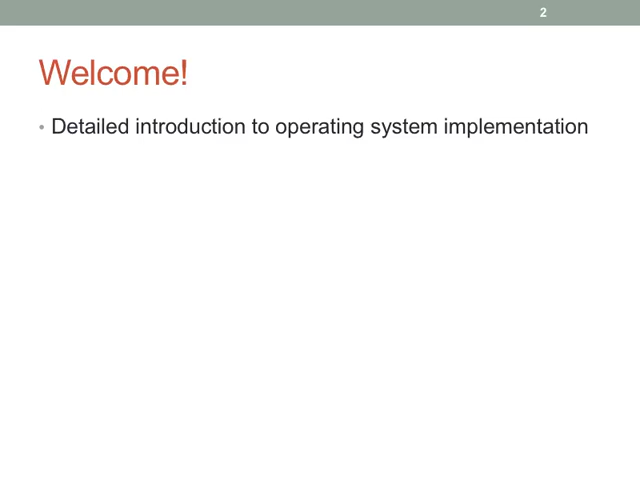 2
Welcome!
• Detailed introduction to operating system implementation